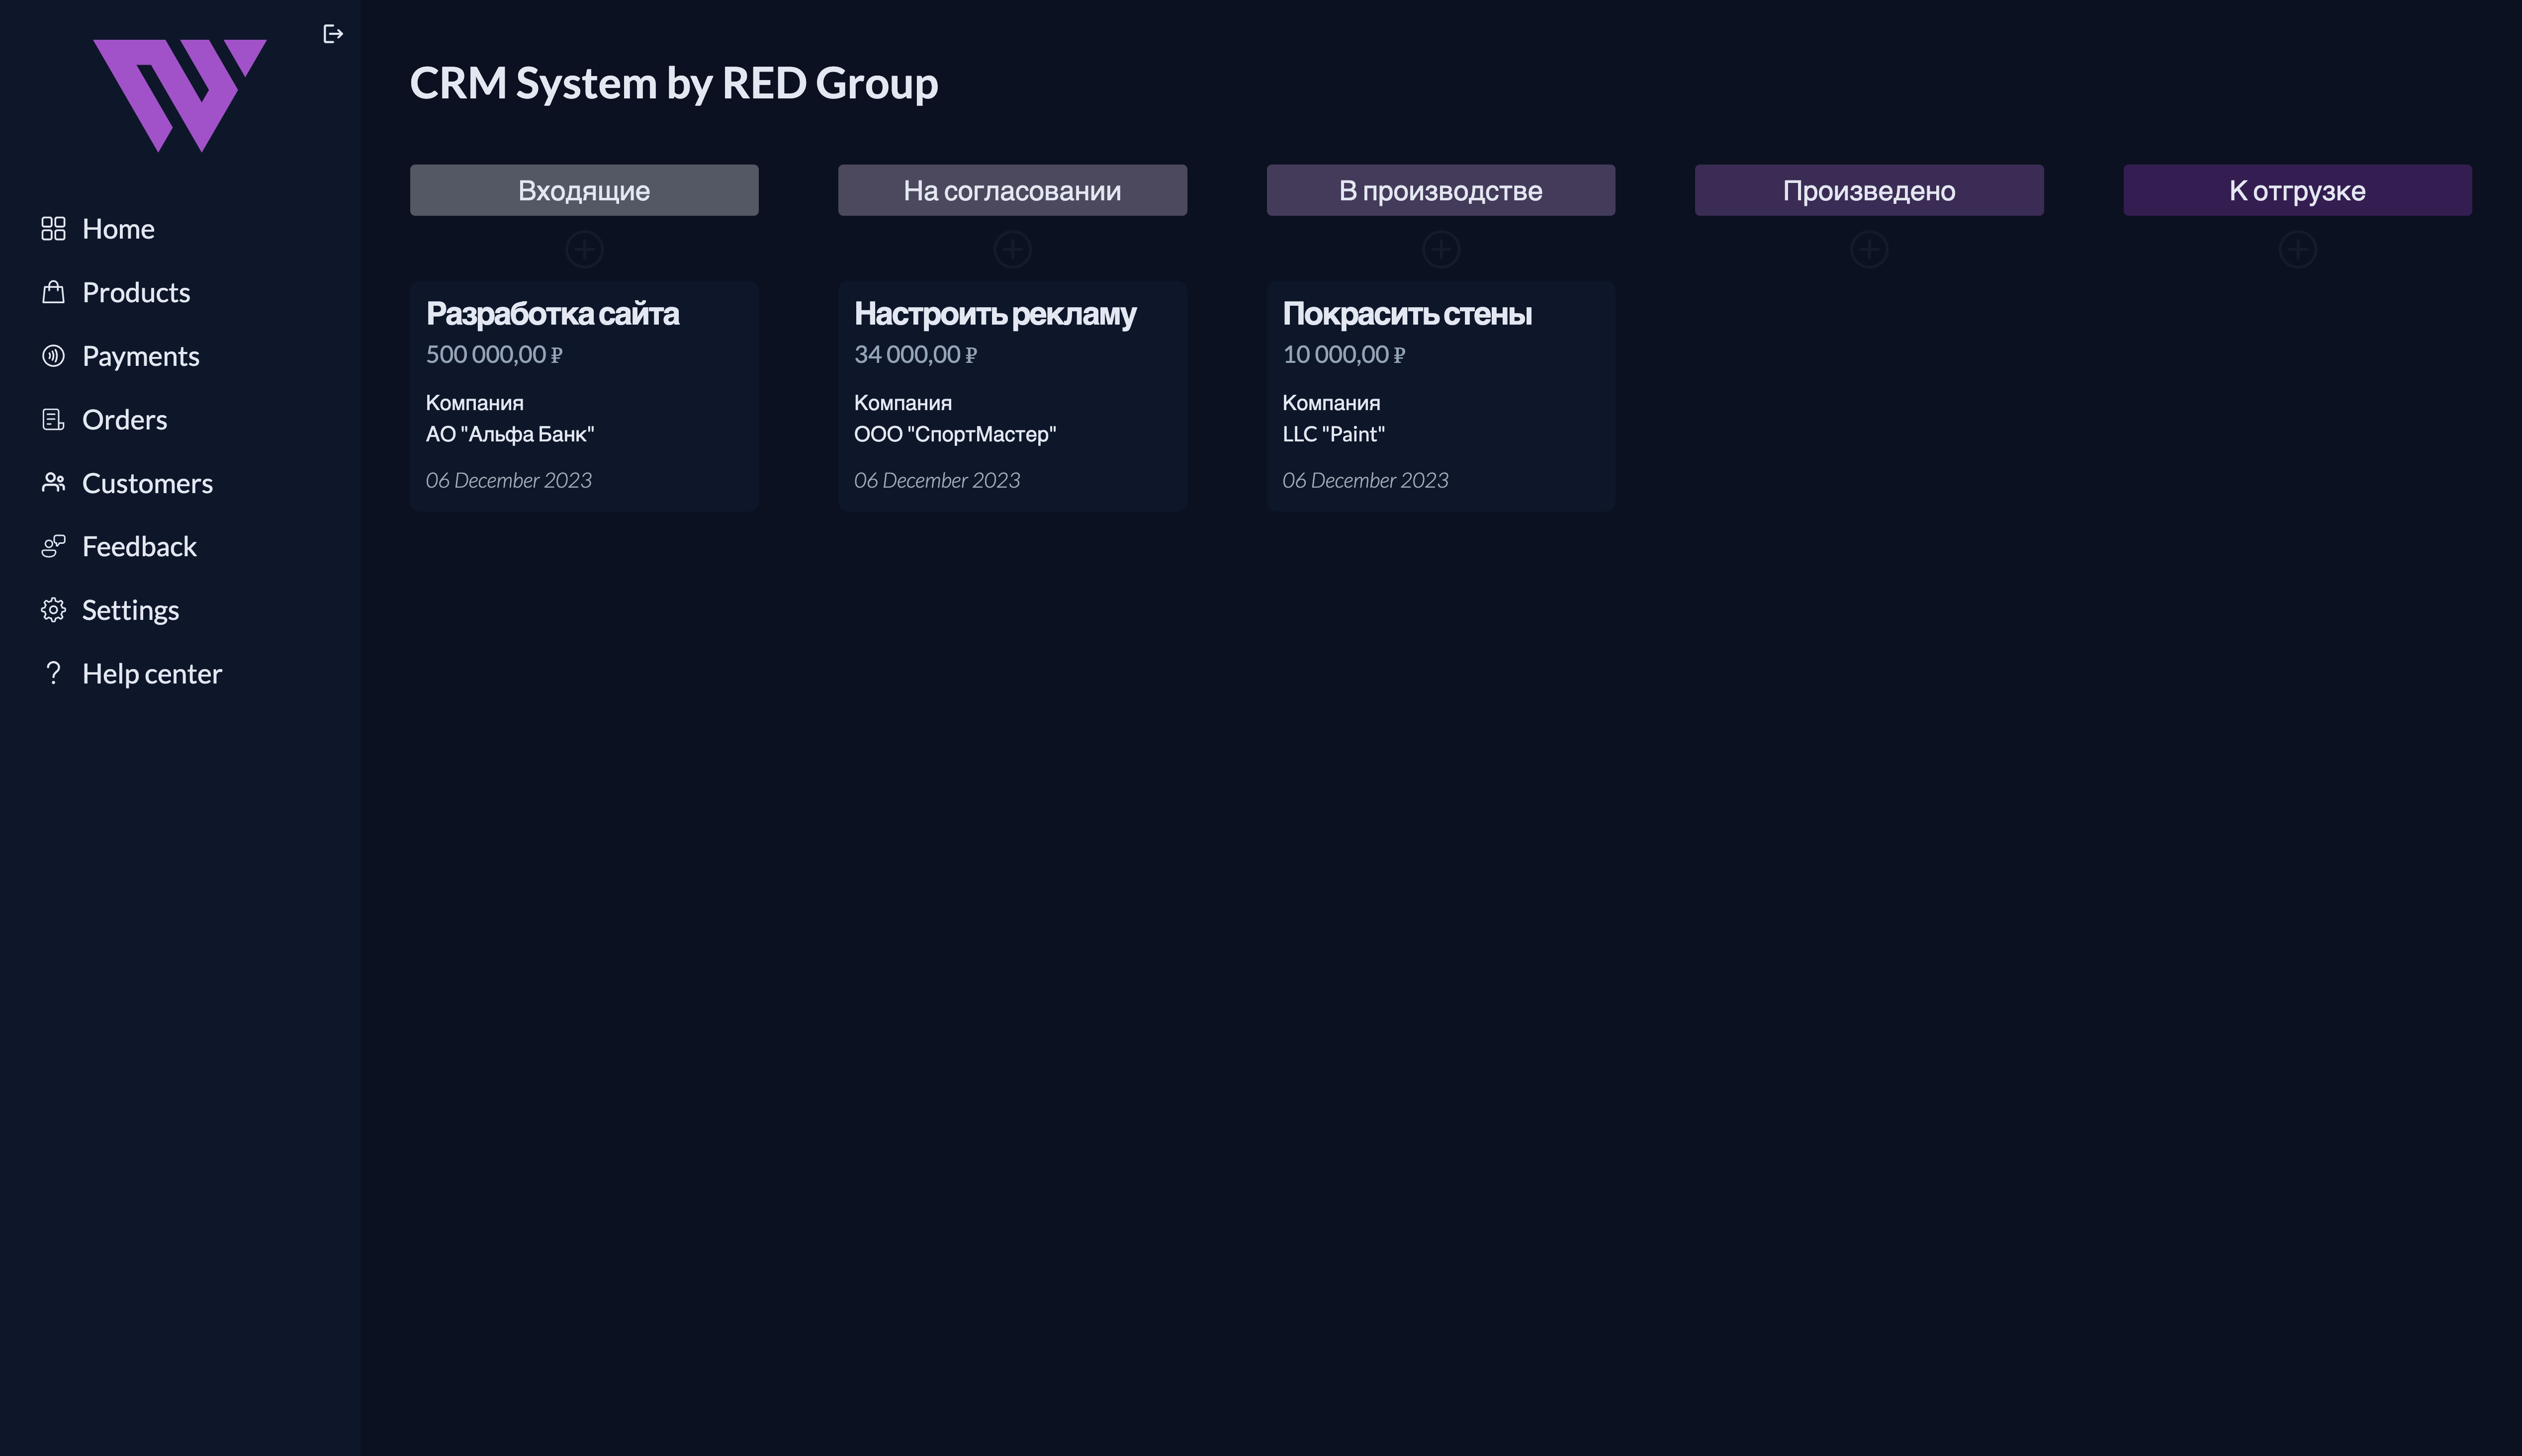 CRM System by RED Group
Home
Products
Payments
Orders
Customers
Feedback
Settings
Help center
Входящие
На согласовании
В производстве
Произведено
К отгрузке
Разработка сайта
500 000,00 ₽
Компания
АО "Альфа Банк"
06 December 2023
Настроить рекламу
34 000,00 ₽
Компания
ООО "СпортМастер"
06 December 2023
Покрасить стены
10 000,00 ₽
Компания
LLC "Paint"
06 December 2023